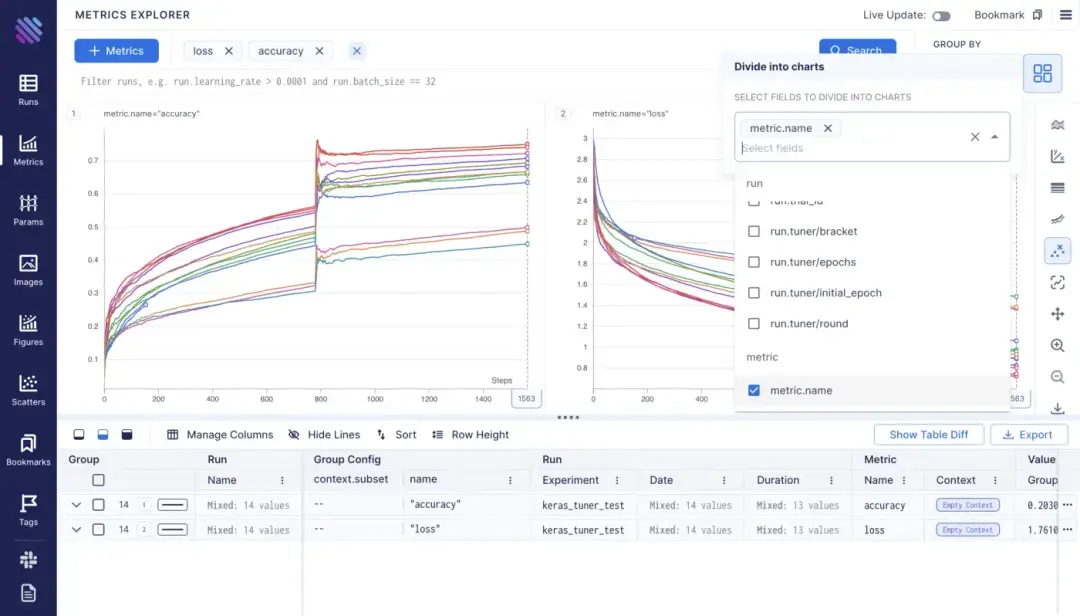 METRICS EXPLORER
Live Update:
Bookmark
Metrics
loss
accuracy
Search
GROUP BY
Filter runs, e.g. run.learning_rate > 0.0001 and run.batch_size == 32
Divide into charts
SELECT FIELDS TO DIVIDE INTO CHARTS
metric.name
Select fields
run
run.trial_id
run.tuner/bracket
run.tuner/epochs
run.tuner/initial_epoch
run.tuner/round
metric
metric.name
Runs
Metrics
Params
Images
Figures
Scatters
Bookmarks
Tags
1
metric.name="accuracy"
0.7
0.6
0.5
0.4
0.3
0.2
0.1
0
200
400
600
800
1000
1200
1400
1563
Steps
2
metric.name="loss"
3
2.8
2.6
2.4
2.2
2
1.8
1.6
1.4
1.2
1
0.8
0
200
400
563
Manage Columns
Hide Lines
Sort
Row Height
Show Table Diff
Export
Group
Run
Group Config
Run
Metric
Value
Name
context.subset
name
Experiment
Date
Duration
Name
Context
Group
14
1
Mixed: 14 values
--
"accuracy"
keras_tuner_test
Mixed: 14 values
Mixed: 13 values
accuracy
Empty Context
0.2030
14
2
Mixed: 14 values
--
"loss"
keras_tuner_test
Mixed: 14 values
Mixed: 13 values
loss
Empty Context
1.7610